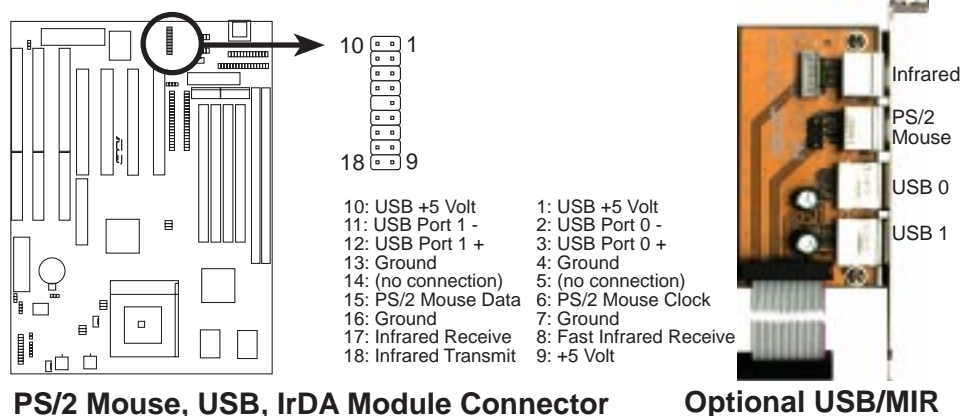 10 1
18 9
10: USB +5 Volt 1: USB +5 Volt
11: USB Port 1 - 2: USB Port 0 -
12: USB Port 1 + 3: USB Port 0 +
13: Ground 4: Ground
14: (no connection) 5: (no connection)
15: PS/2 Mouse Data 6: PS/2 Mouse Clock
16: Ground 7: Ground
17: Infrared Receive 8: Fast Infrared Receive
18: Infrared Transmit 9: +5 Volt
PS/2 Mouse, USB, IrDA Module Connector
Infrared
PS/2
Mouse
USB 0
USB 1
Optional USB/MIR